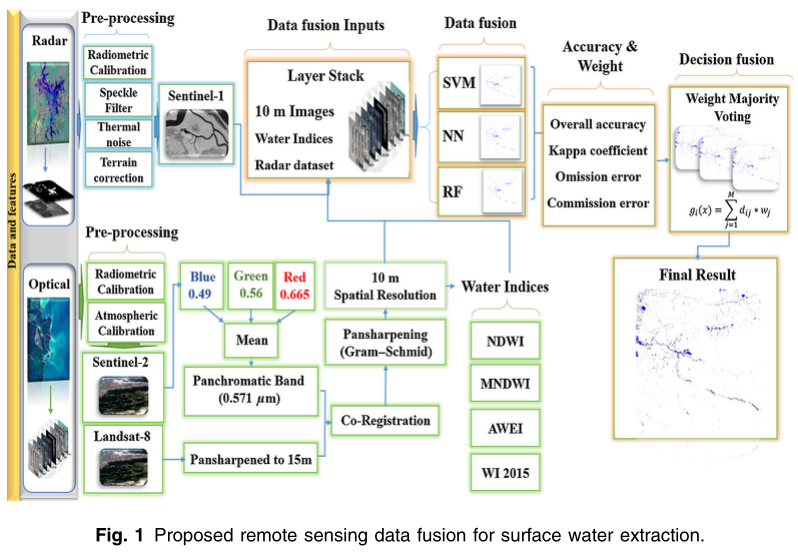 Data and features
Radar
Pre-processing
Radiometric
Calibration
Speckle
Filter
Thermal
noise
Terrain
correction
Sentinel-1
Data fusion Inputs
Layer Stack
10 m Images
Water Indices
Radar dataset
Data fusion
SVM
NN
RF
Accuracy &
Weight
Overall accuracy
Kappa coefficient
Omission error
Commission error
Decision fusion
Weight Majority
Voting
g_i(x) = \sum_{j=1}^{M} d_{ij} * w_j
Final Result
Optical
Pre-processing
Radiometric
Calibration
Atmospheric
Calibration
Sentinel-2
Landsat-8
Blue
0.49
Green
0.56
Red
0.665
Mean
Panchromatic Band
(0.571 μm)
Pansharpened to 15m
Co-Registration
Pansharpening
(Gram–Schmid)
10 m
Spatial Resolution
Water Indices
NDWI
MNDWI
AWEI
WI 2015
Fig. 1 Proposed remote sensing data fusion for surface water extraction.